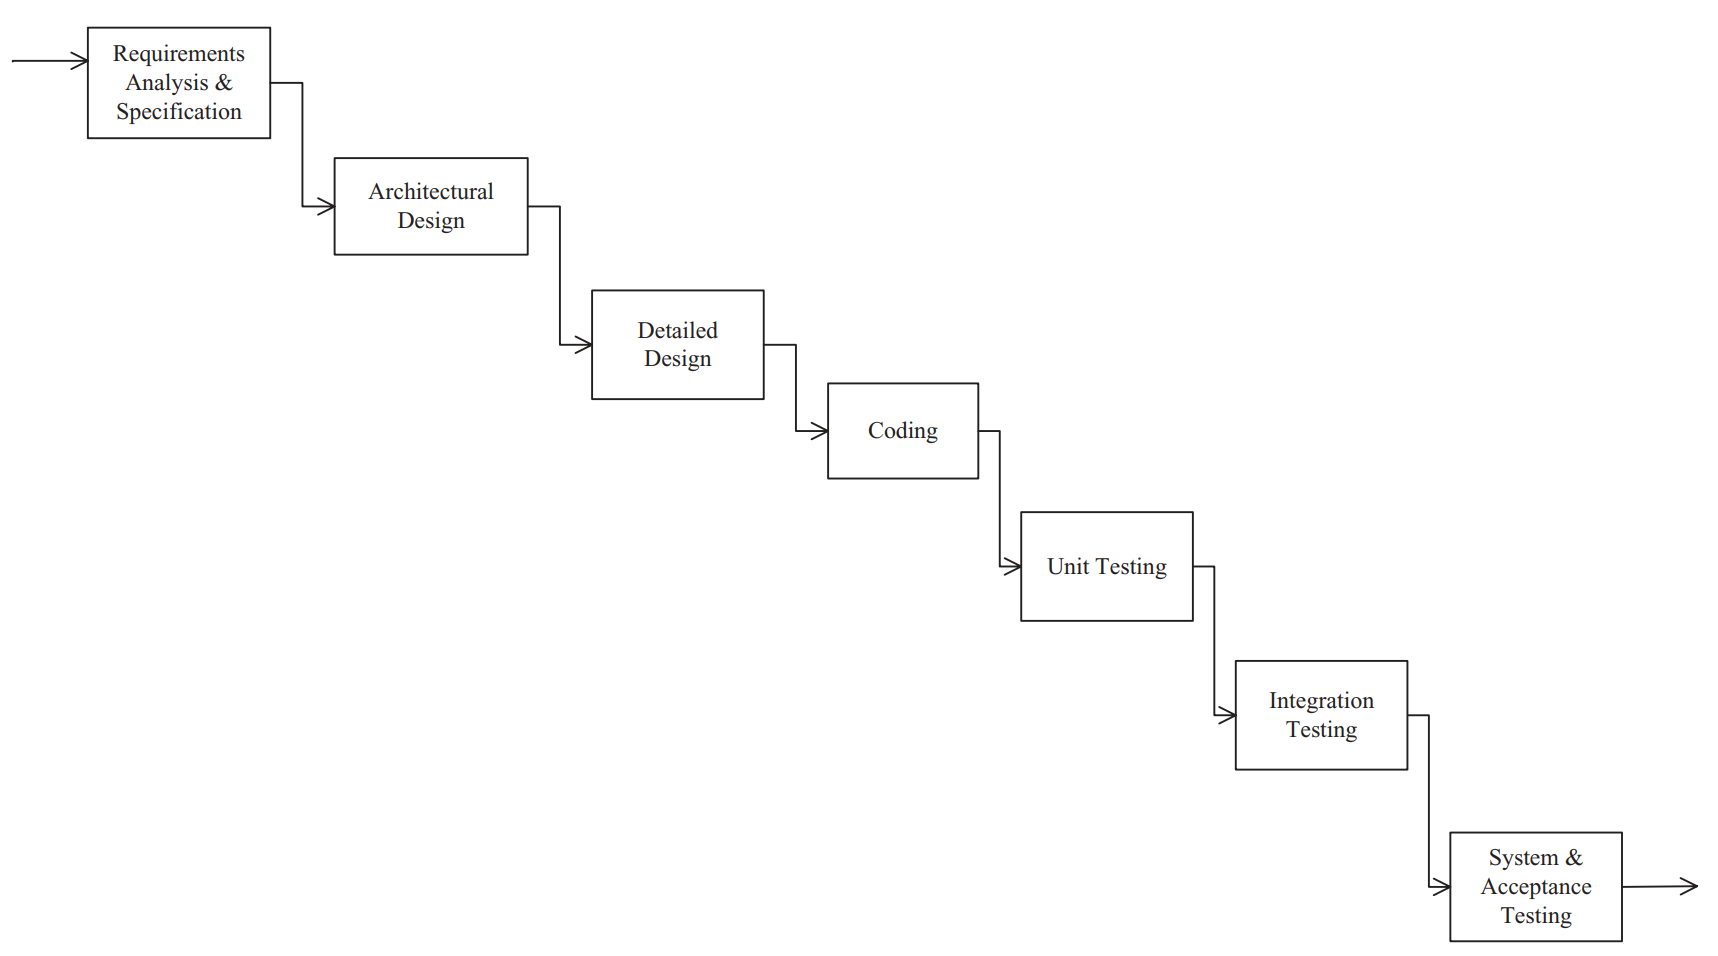 Requirements
Analysis &
Specification
Architectural
Design
Detailed
Design
Coding
Unit Testing
Integration
Testing
System &
Acceptance
Testing